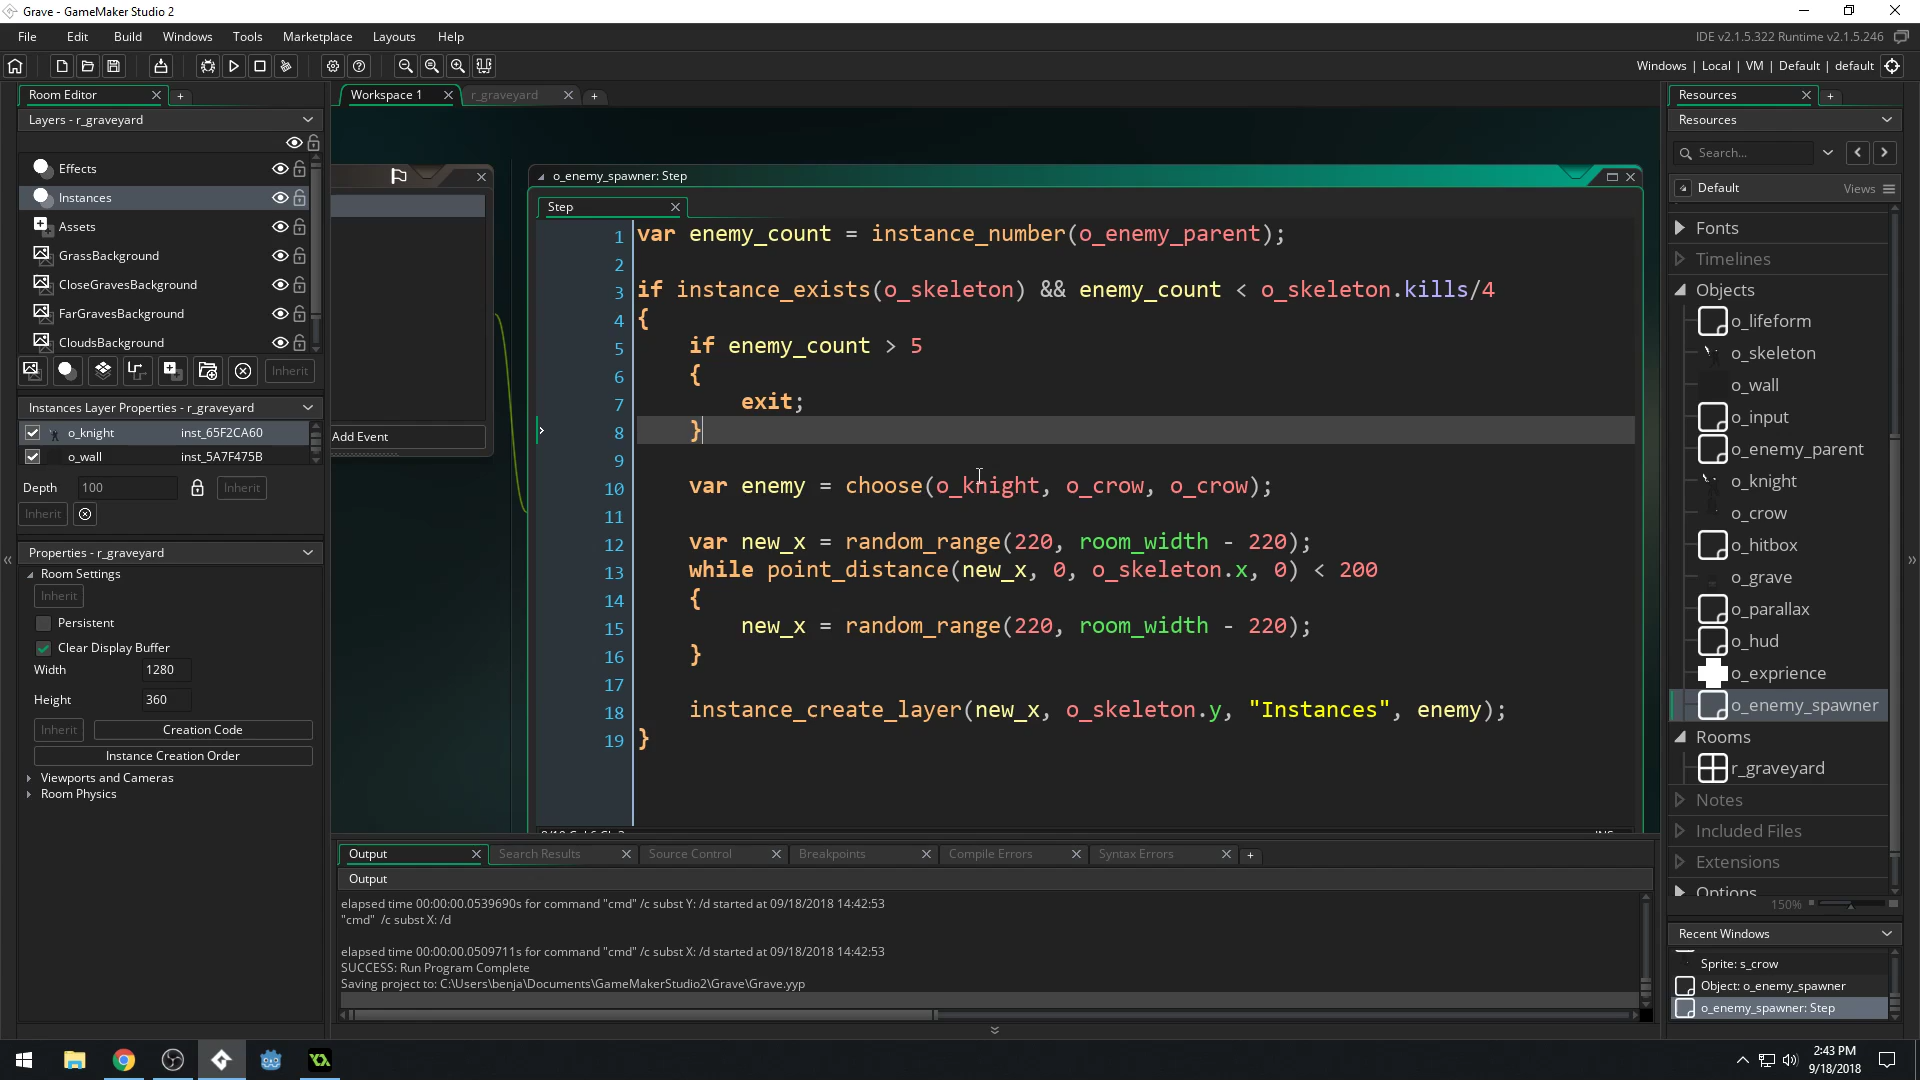 Grave - GameMaker Studio 2
File Edit Build Windows Tools Marketplace Layouts Help
IDE v2.1.5.322 Runtime v2.1.5.246
Windows | Local | VM | Default | default
Room Editor
Layers - r_graveyard
Effects
Instances
Assets
GrassBackground
CloseGravesBackground
FarGravesBackground
CloudsBackground
Inherit
Instances Layer Properties - r_graveyard
o_knight inst_65F2CA60
o_wall inst_5A7F475B
Depth 100 Inherit
Inherit
Properties - r_graveyard
Room Settings
Inherit
Persistent
Clear Display Buffer
Width 1280
Height 360
Inherit Creation Code
Instance Creation Order
Viewports and Cameras
Room Physics
Workspace 1 r_graveyard
Add Event
o_enemy_spawner: Step
Step
1 var enemy_count = instance_number(o_enemy_parent);
2
3 if instance_exists(o_skeleton) && enemy_count < o_skeleton.kills/4
4 {
5 if enemy_count > 5
6 {
7 exit;
8 }
9
10 var enemy = choose(o_knight, o_crow, o_crow);
11
12 var new_x = random_range(220, room_width - 220);
13 while point_distance(new_x, 0, o_skeleton.x, 0) < 200
14 {
15 new_x = random_range(220, room_width - 220);
16 }
17
18 instance_create_layer(new_x, o_skeleton.y, "Instances", enemy);
19 }
Output Search Results Source Control Breakpoints Compile Errors Syntax Errors
Output
elapsed time 00:00:00.0539690s for command "cmd" /c subst Y: /d started at 09/18/2018 14:42:53
"cmd" /c subst X: /d
elapsed time 00:00:00.0509711s for command "cmd" /c subst X: /d started at 09/18/2018 14:42:53
SUCCESS: Run Program Complete
Saving project to: C:\Users\benja\Documents\GameMakerStudio2\Grave\Grave.yyp
Resources
Resources
Search...
Default Views
Fonts
Timelines
Objects
o_lifeform
o_skeleton
o_wall
o_input
o_enemy_parent
o_knight
o_crow
o_hitbox
o_grave
o_parallax
o_hud
o_exprience
o_enemy_spawner
Rooms
r_graveyard
Notes
Included Files
Extensions
Options
150%
Recent Windows
Sprite: s_crow
Object: o_enemy_spawner
o_enemy_spawner: Step
2:43 PM
9/18/2018